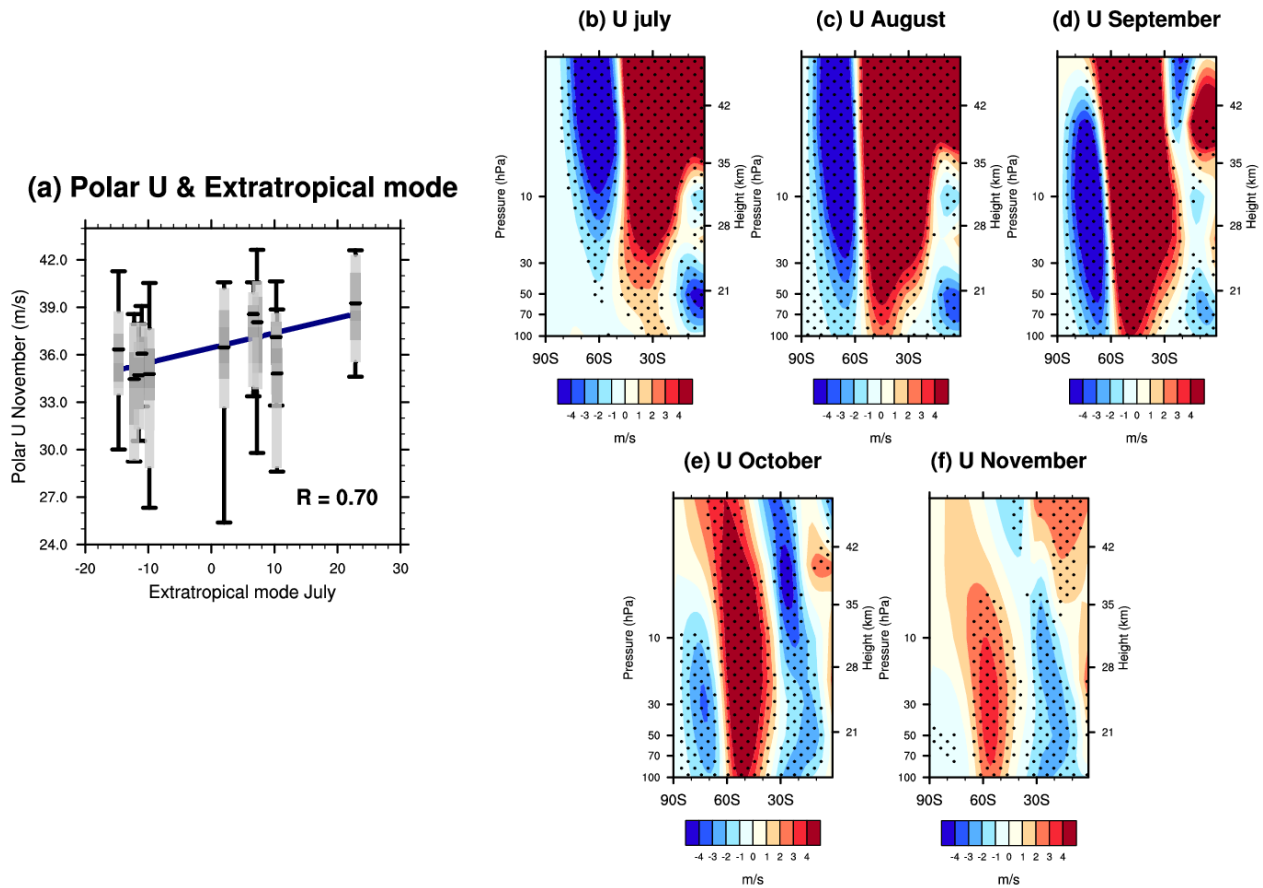 (a) Polar U & Extratropical mode
Polar U November (m/s)
42.0
39.0
36.0
33.0
30.0
27.0
24.0
R = 0.70
-20 -10 0 10 20 30
Extratropical mode July
(b) U july
Pressure (hPa)
10
30
50
70
100
42
35
28
21
Height (km)
90S 60S 30S
-4 -3 -2 -1 0 1 2 3 4
m/s
(c) U August
Pressure (hPa)
10
30
50
70
100
42
35
28
21
Height (km)
90S 60S 30S
-4 -3 -2 -1 0 1 2 3 4
m/s
(d) U September
Pressure (hPa)
10
30
50
70
100
42
35
28
21
Height (km)
90S 60S 30S
-4 -3 -2 -1 0 1 2 3 4
m/s
(e) U October
Pressure (hPa)
10
30
50
70
100
42
35
28
21
Height (km)
90S 60S 30S
-4 -3 -2 -1 0 1 2 3 4
m/s
(f) U November
Pressure (hPa)
10
30
50
70
100
42
35
28
21
Height (km)
90S 60S 30S
-4 -3 -2 -1 0 1 2 3 4
m/s